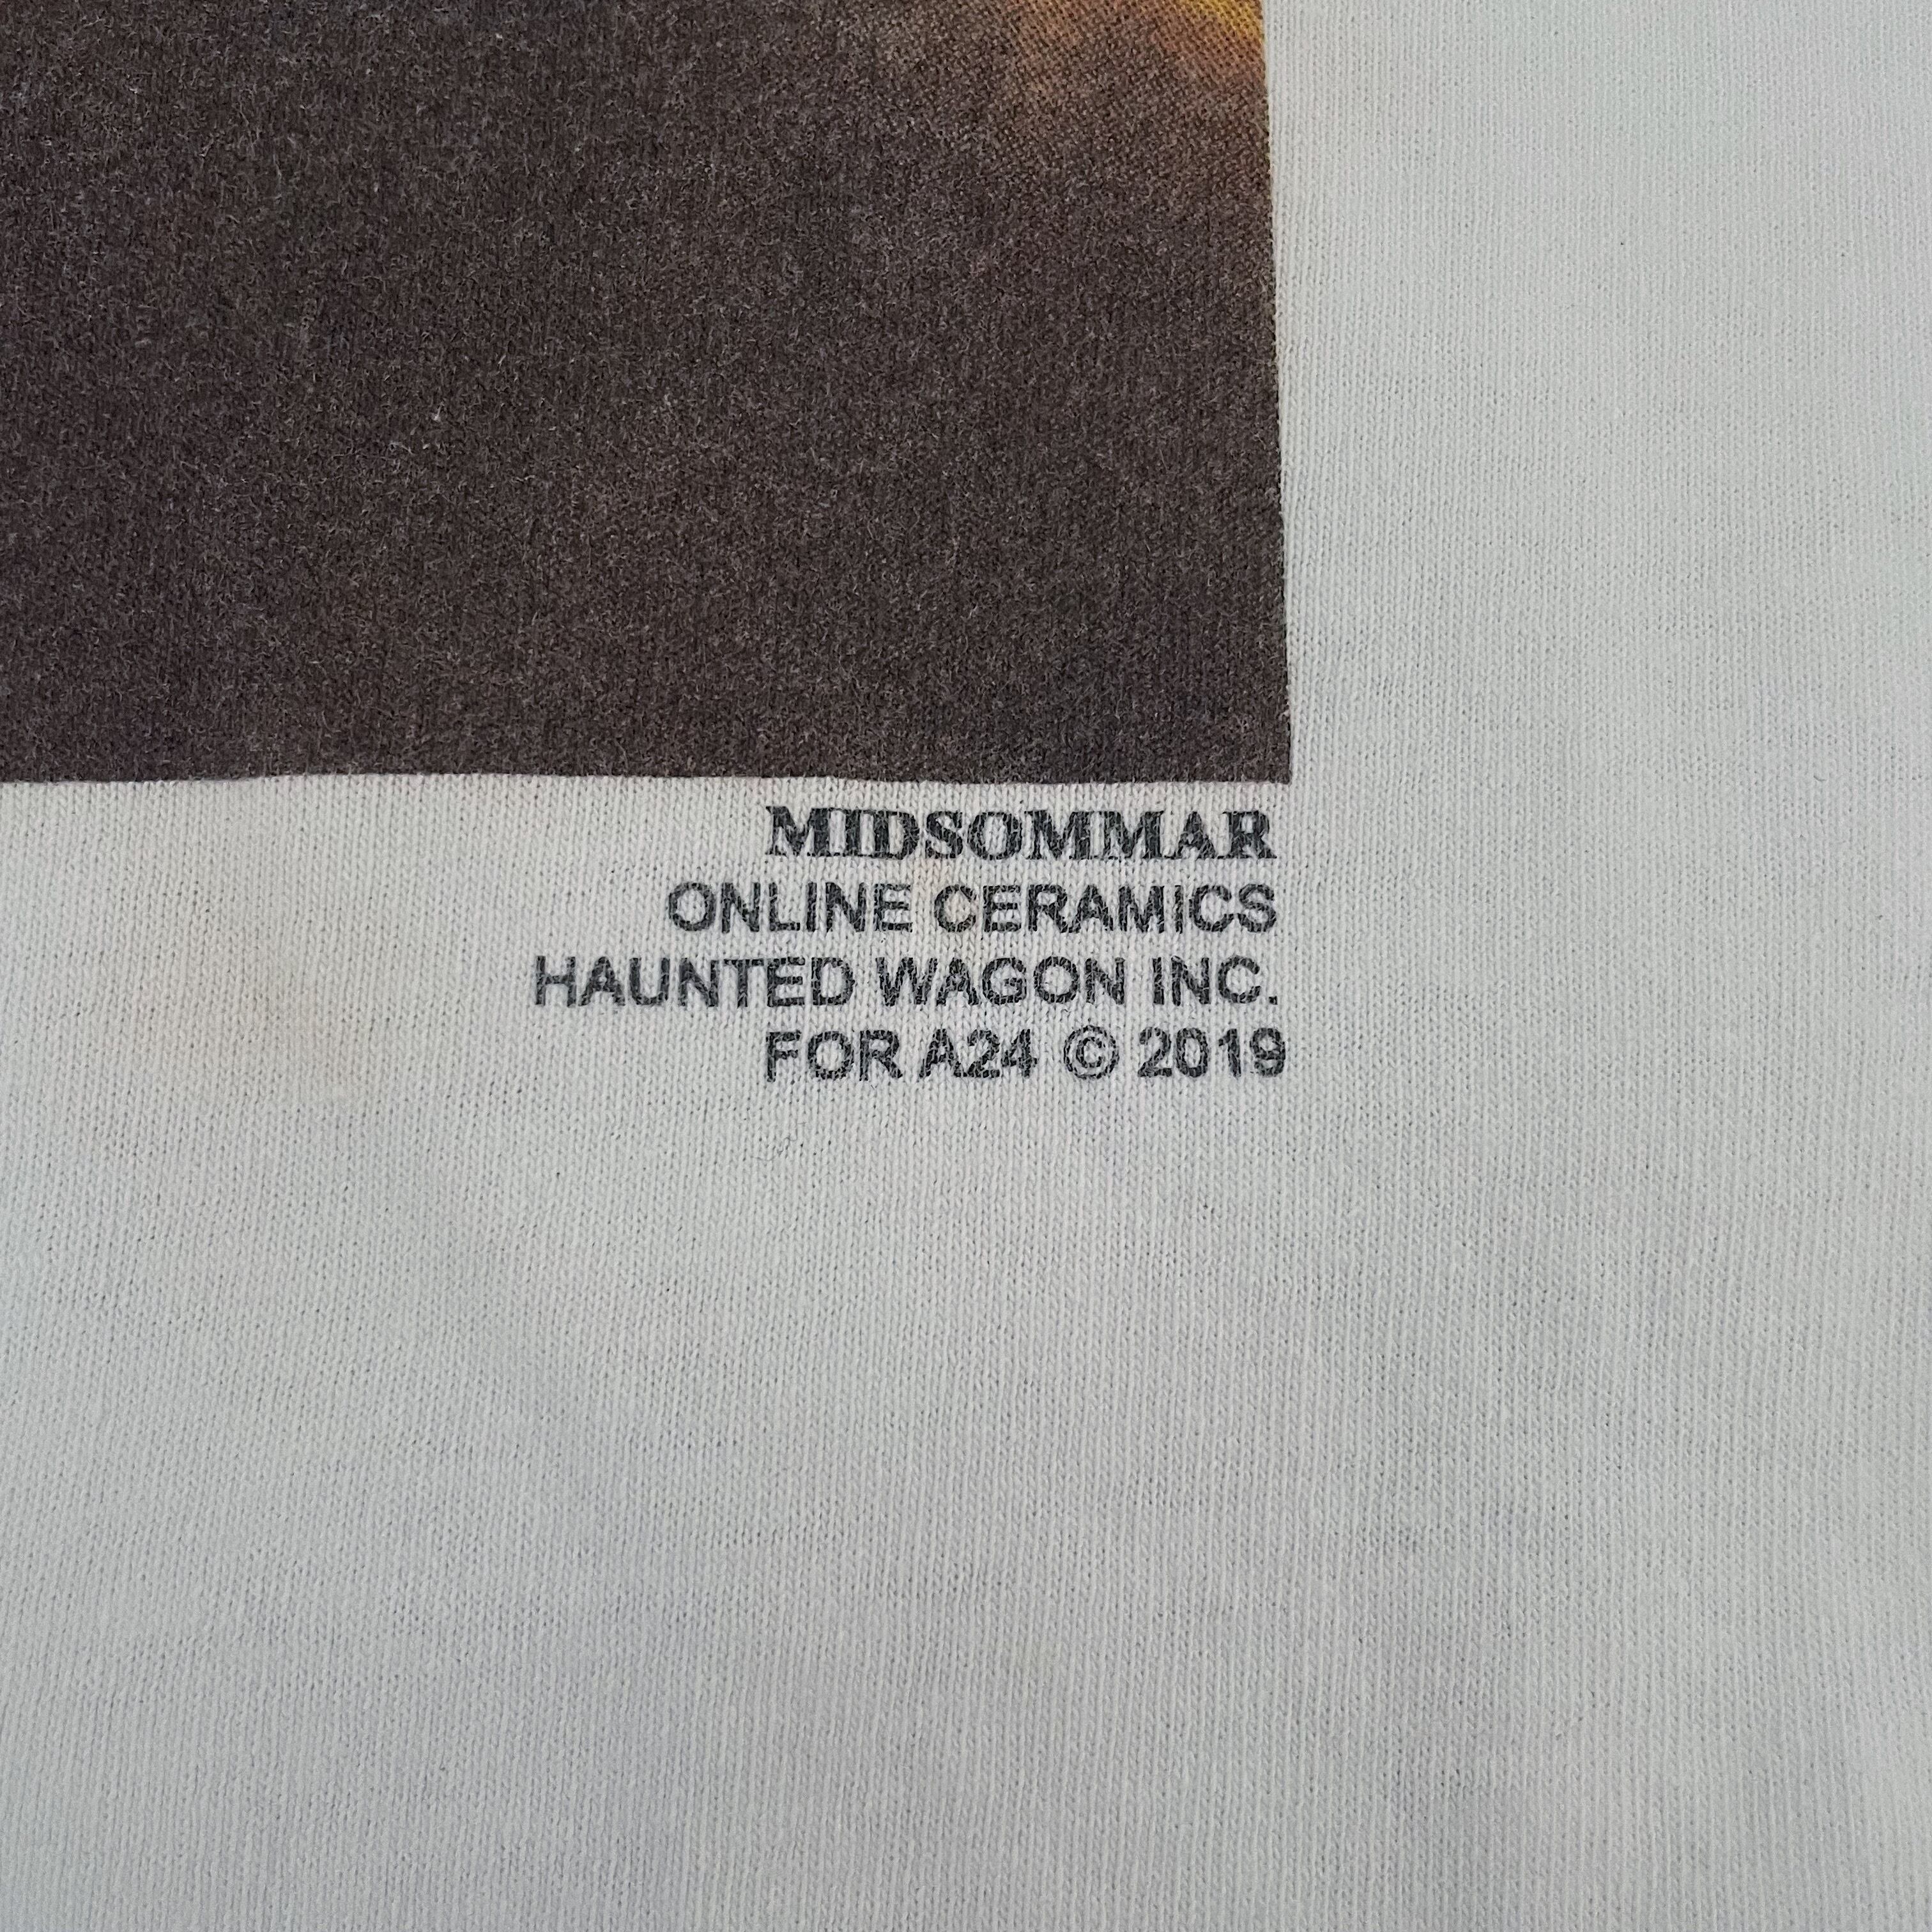 MIDSOMMAR
ONLINE CERAMICS
HAUNTED WAGON INC.
FOR A24 © 2019